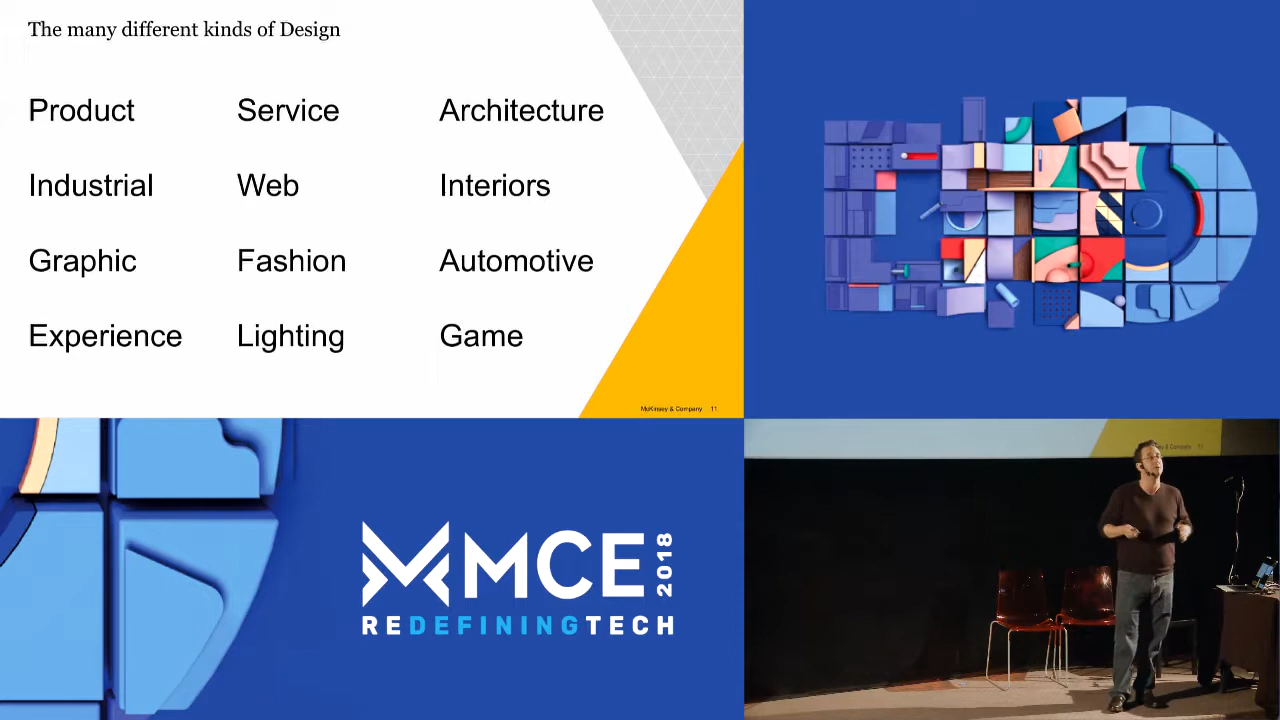 The many different kinds of Design
Product Service Architecture
Industrial Web Interiors
Graphic Fashion Automotive
Experience Lighting Game
McKinsey & Company 11
MCE 2018
REDEFININGTECH